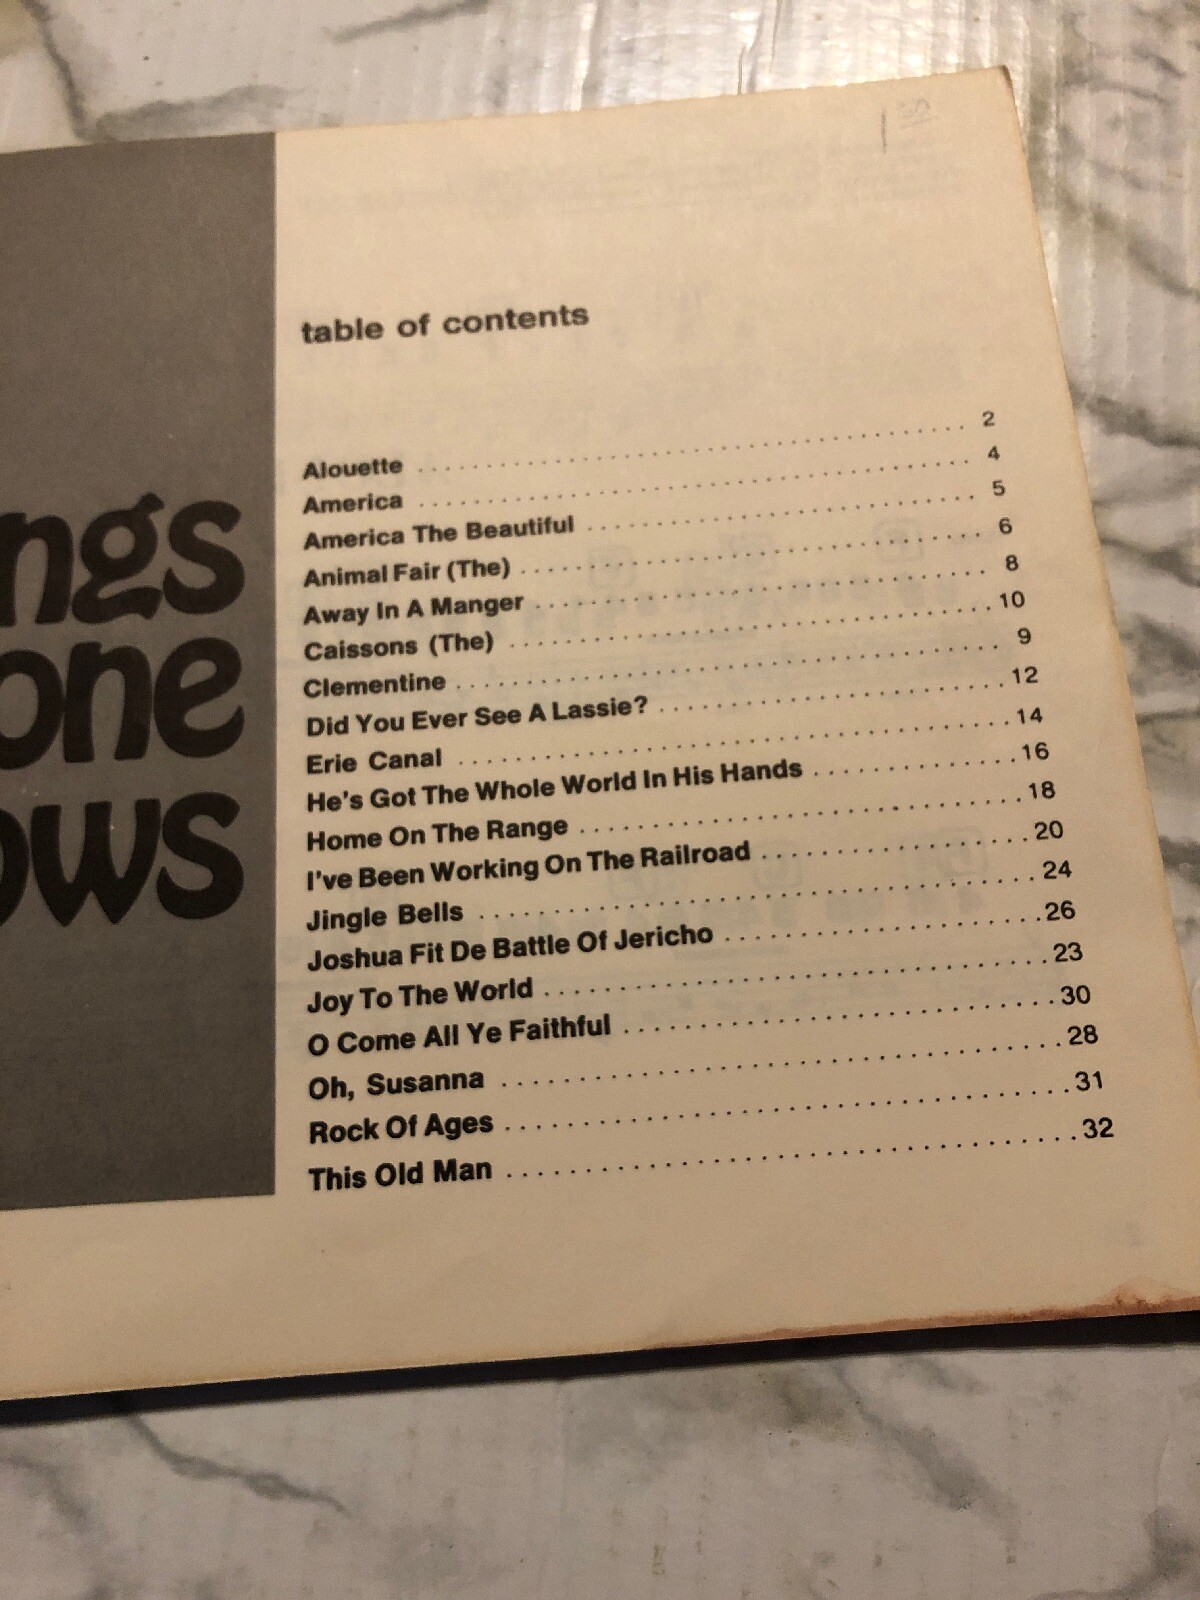 ngs
one
ows
table of contents
Alouette ........ 2
America ........ 4
America The Beautiful ........ 5
Animal Fair (The) ........ 6
Away In A Manger ........ 8
Caissons (The) ........ 10
Clementine ........ 9
Did You Ever See A Lassie? ........ 12
Erie Canal ........ 14
He's Got The Whole World In His Hands ........ 16
Home On The Range ........ 18
I've Been Working On The Railroad ........ 20
Jingle Bells ........ 24
Joshua Fit De Battle Of Jericho ........ 26
Joy To The World ........ 23
O Come All Ye Faithful ........ 30
Oh, Susanna ........ 28
Rock Of Ages ........ 31
This Old Man ........ 32